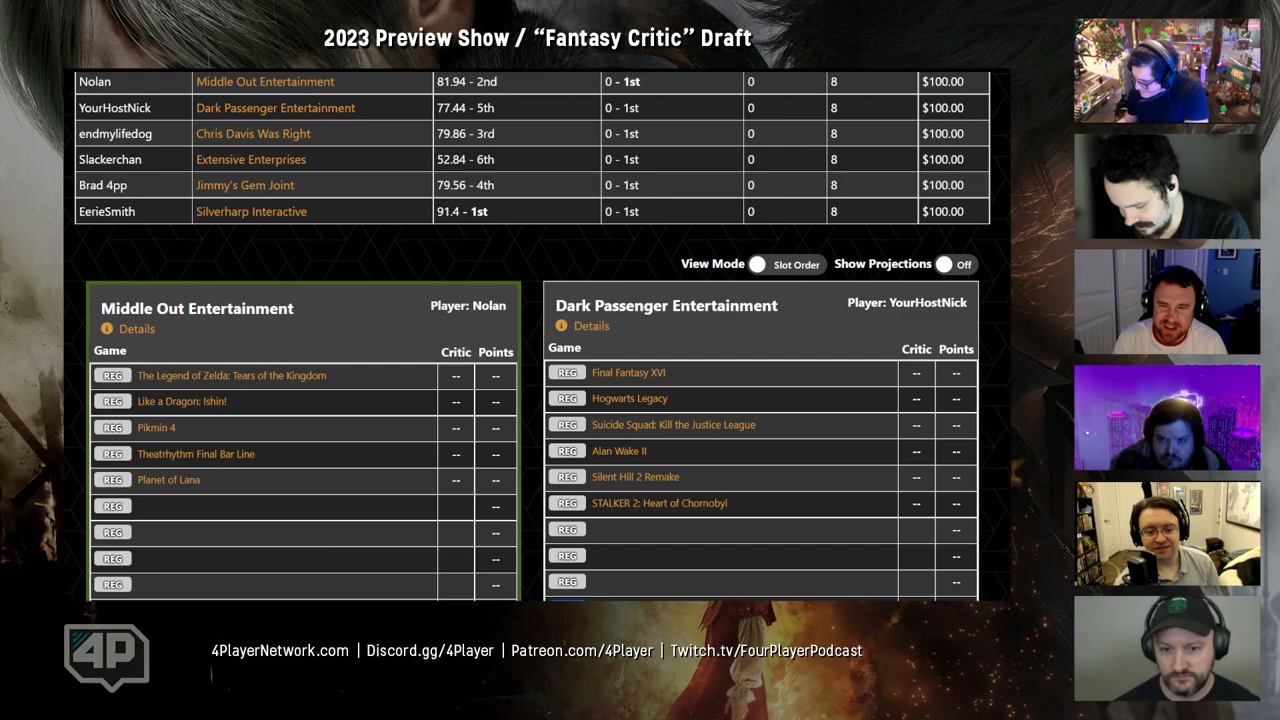 2023 Preview Show / “Fantasy Critic” Draft
Nolan Middle Out Entertainment 81.94 - 2nd 0 - 1st 0 8 $100.00
YourHostNick Dark Passenger Entertainment 77.44 - 5th 0 - 1st 0 8 $100.00
endmylifedog Chris Davis Was Right 79.86 - 3rd 0 - 1st 0 8 $100.00
Slackerchan Extensive Enterprises 52.84 - 6th 0 - 1st 0 8 $100.00
Brad 4pp Jimmy's Gem Joint 79.56 - 4th 0 - 1st 0 8 $100.00
EerieSmith Silverharp Interactive 91.4 - 1st 0 - 1st 0 8 $100.00
View Mode Slot Order Show Projections Off
Middle Out Entertainment Player: Nolan
Details
Game Critic Points
REG The Legend of Zelda: Tears of the Kingdom -- --
REG Like a Dragon: Ishin! -- --
REG Pikmin 4 -- --
REG Theatrhythm Final Bar Line -- --
REG Planet of Lana -- --
REG --
REG --
REG --
REG --
Dark Passenger Entertainment Player: YourHostNick
Details
Game Critic Points
REG Final Fantasy XVI -- --
REG Hogwarts Legacy -- --
REG Suicide Squad: Kill the Justice League -- --
REG Alan Wake II -- --
REG Silent Hill 2 Remake -- --
REG STALKER 2: Heart of Chornobyl -- --
REG --
REG --
REG --
4P
4PlayerNetwork.com | Discord.gg/4Player | Patreon.com/4Player | Twitch.tv/FourPlayerPodcast